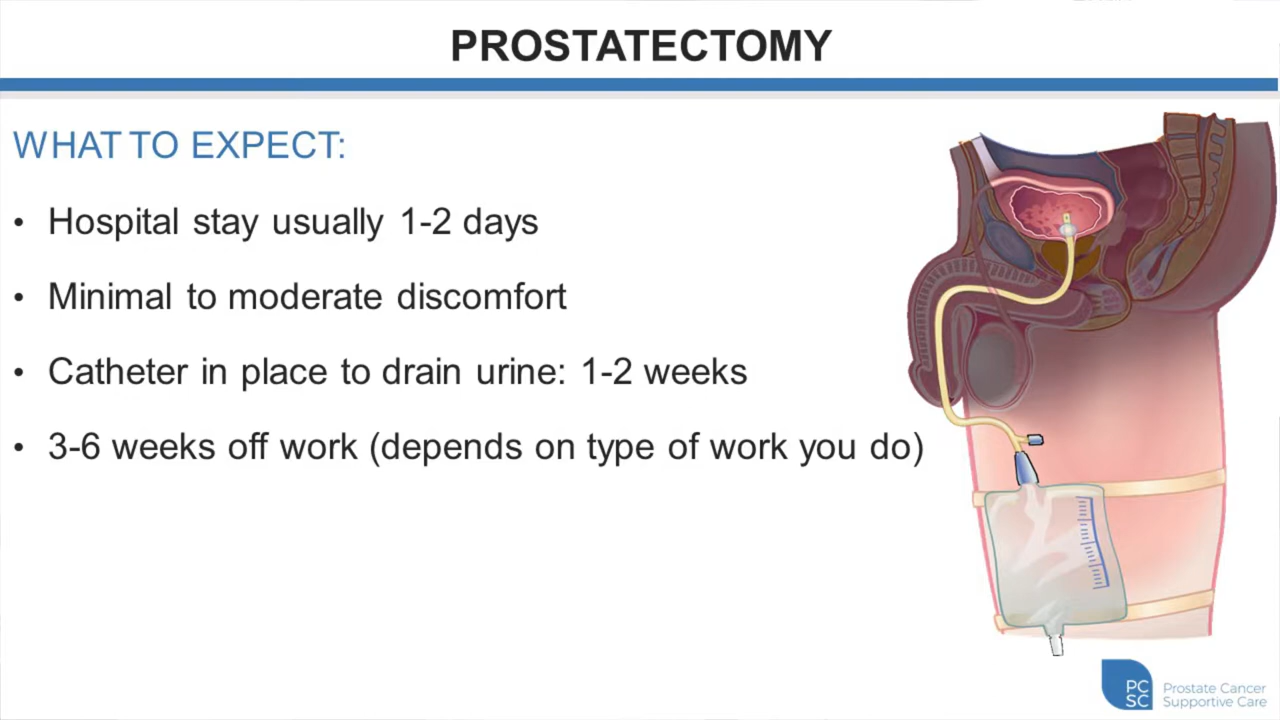 PROSTATECTOMY
WHAT TO EXPECT:
• Hospital stay usually 1-2 days
• Minimal to moderate discomfort
• Catheter in place to drain urine: 1-2 weeks
• 3-6 weeks off work (depends on type of work you do)
PC
SC
Prostate Cancer
Supportive Care